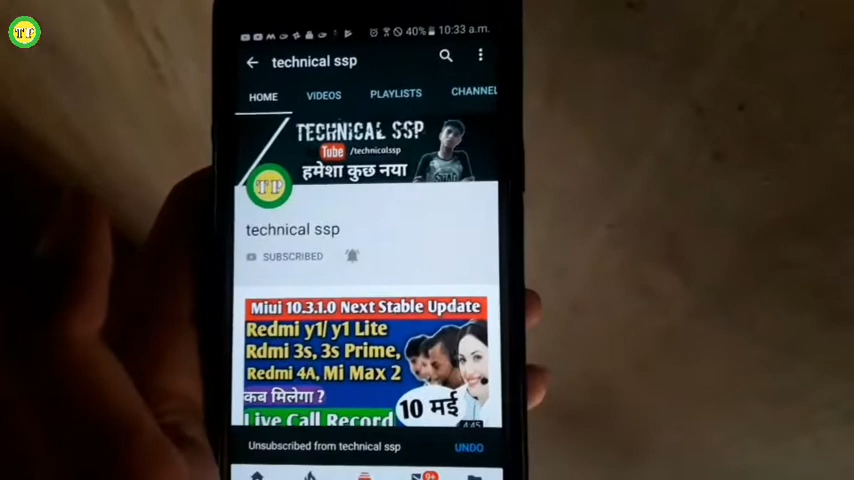 TP
40% 10:33 a.m.
technical ssp
HOME VIDEOS PLAYLISTS CHANNEL
TECHNICAL SSP
Tube /technicalssp
हमेशा कुछ नया
TP
technical ssp
SUBSCRIBED
Miui 10.3.1.0 Next Stable Update
Redmi y1/ y1 Lite
Rdmi 3s, 3s Prime,
Redmi 4A, Mi Max 2
कब मिलेगा ?
10 मई
Live Call Record
4:45
Unsubscribed from technical ssp UNDO
9+